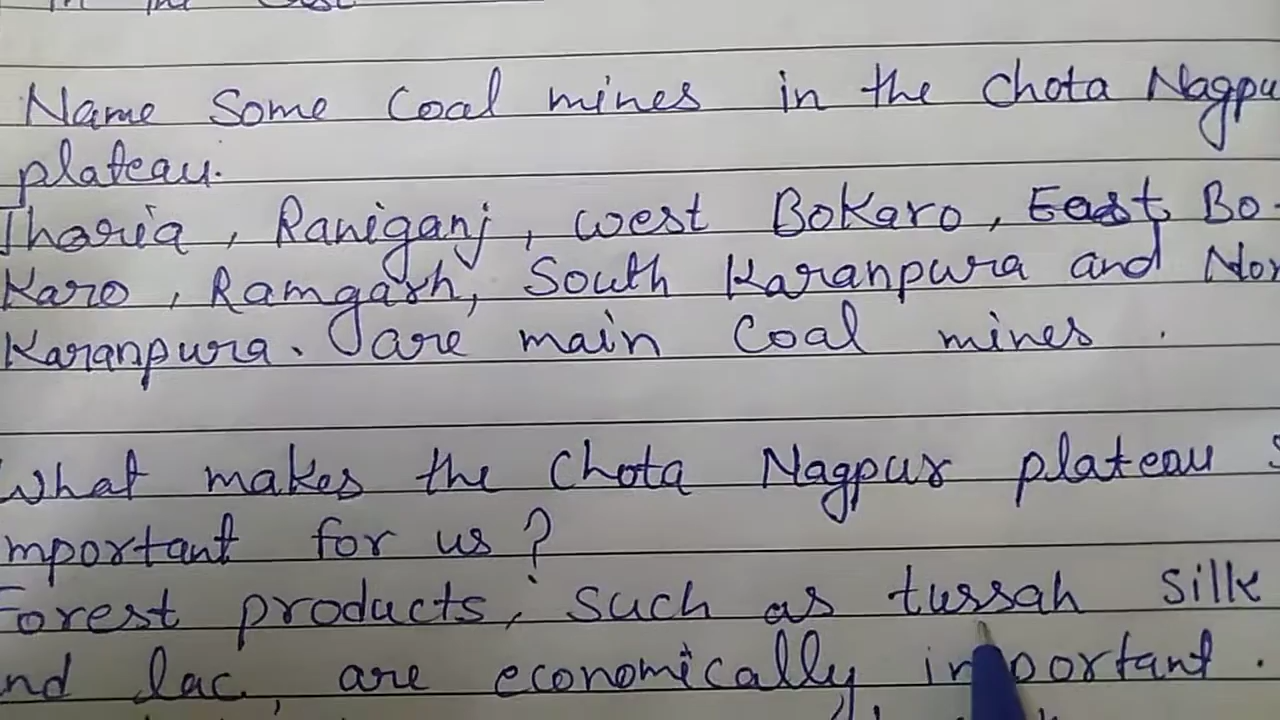 in the
Name Some Coal mines in the Chota Nagpu
plateau.
Jharia, Raniganj, west Bokaro, East Bo-
Karo, Ramgarh, South Karanpura and Nor
Karanpura. are main Coal mines.
What makes the Chota Nagpur plateau S
mportant for us?
Forest products, such as tussah silk
nd lac, are economically important.